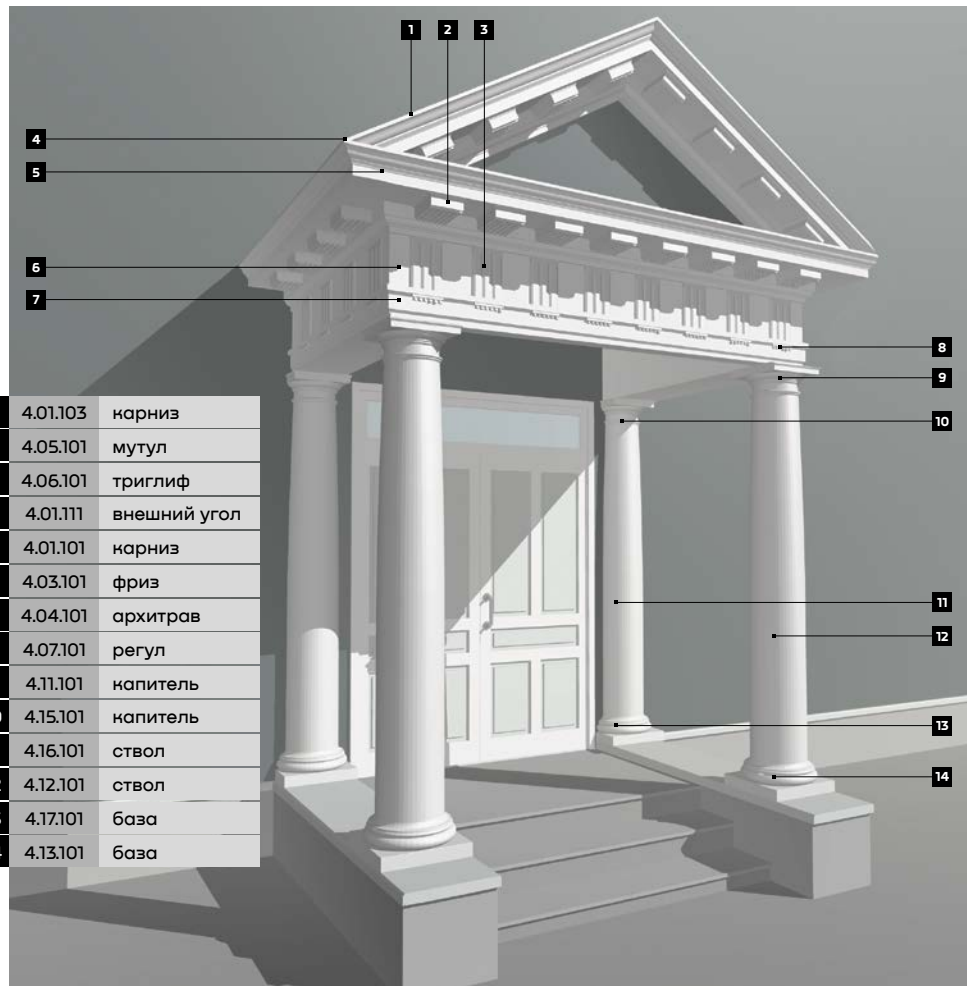 1 2 3
4
5
6
7
8
9
10
11
12
13
14
4.01.103 карниз
4.05.101 мутул
4.06.101 триглиф
4.01.111 внешний угол
4.01.101 карниз
4.03.101 фриз
4.04.101 архитрав
4.07.101 регул
4.11.101 капитель
4.15.101 капитель
4.16.101 ствол
4.12.101 ствол
4.17.101 база
4.13.101 база